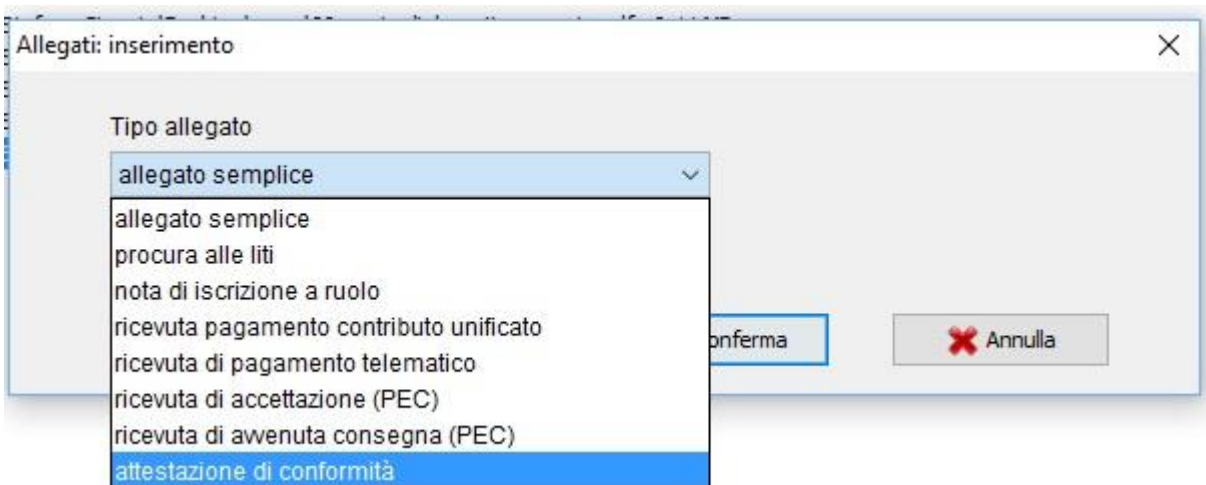 Allegati: inserimento
Tipo allegato
allegato semplice
allegato semplice
procura alle liti
nota di iscrizione a ruolo
ricevuta pagamento contributo unificato
ricevuta di pagamento telematico
ricevuta di accettazione (PEC)
ricevuta di avvenuta consegna (PEC)
attestazione di conformità
onferma
Annulla